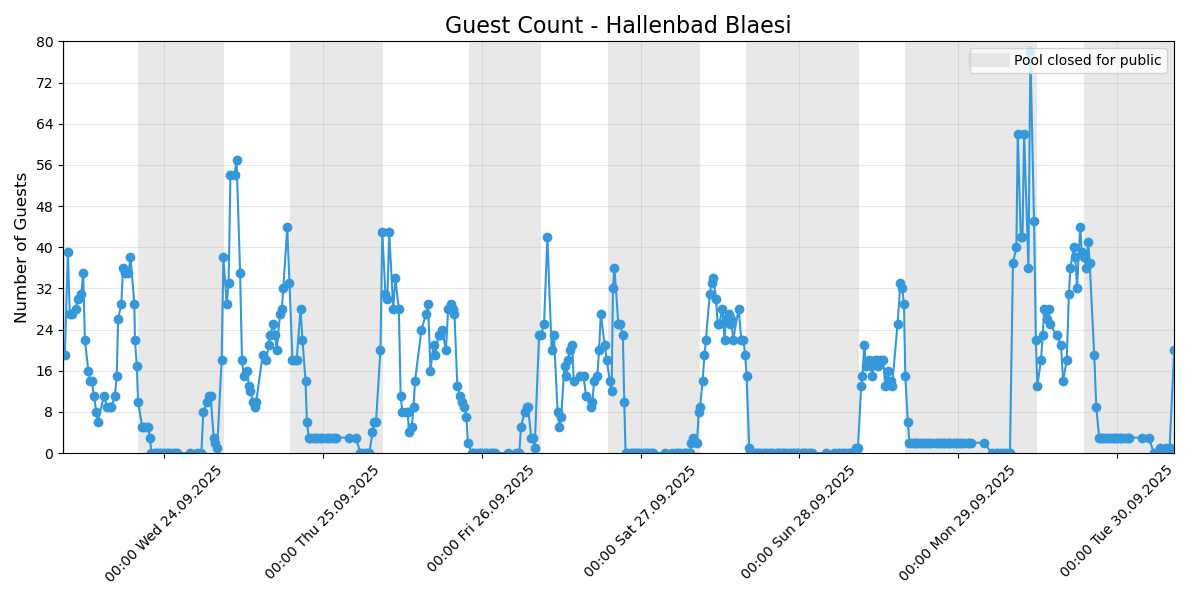 Guest Count - Hallenbad Blaesi
Pool closed for public
Number of Guests
80
72
64
56
48
40
32
24
16
8
0
00:00 Wed 24.09.2025
00:00 Thu 25.09.2025
00:00 Fri 26.09.2025
00:00 Sat 27.09.2025
00:00 Sun 28.09.2025
00:00 Mon 29.09.2025
00:00 Tue 30.09.2025